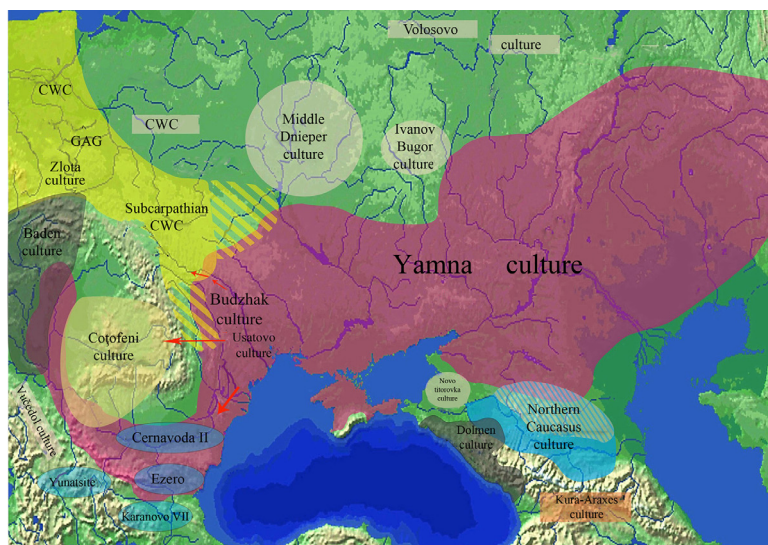 Volosovo
culture
CWC
CWC
Middle
Dnieper
culture
Ivanov
Bugor
culture
GAG
Zlota
culture
Subcarpathian
CWC
Baden
culture
Yamna culture
Budzhak
culture
Usatovo
culture
Coţofeni
culture
Novo
titorovka
culture
Northern
Caucasus
culture
Vučedol culture
Cernavoda II
Dolmen
culture
Yunatsite
Ezero
Kura-Araxes
culture
Karanovo VII